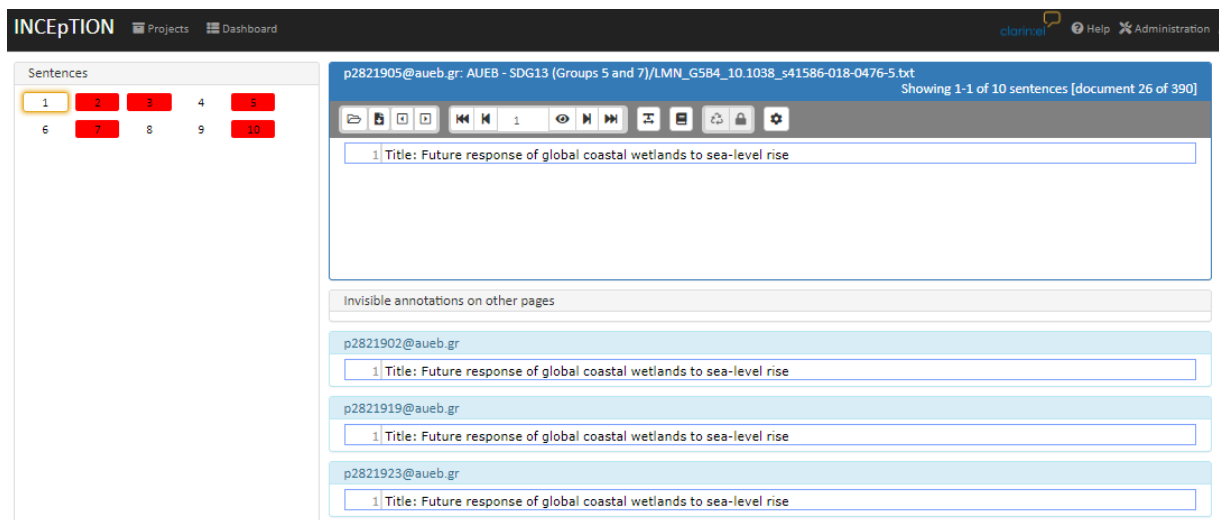 INCEpTION Projects Dashboard clarin:el Help Administration
Sentences
1 2 3 4 5
6 7 8 9 10
p2821905@aueb.gr: AUEB - SDG13 (Groups 5 and 7)/LMN_G5B4_10.1038_s41586-018-0476-5.txt
Showing 1-1 of 10 sentences [document 26 of 390]
1
1 Title: Future response of global coastal wetlands to sea-level rise
Invisible annotations on other pages
p2821902@aueb.gr
1 Title: Future response of global coastal wetlands to sea-level rise
p2821919@aueb.gr
1 Title: Future response of global coastal wetlands to sea-level rise
p2821923@aueb.gr
1 Title: Future response of global coastal wetlands to sea-level rise